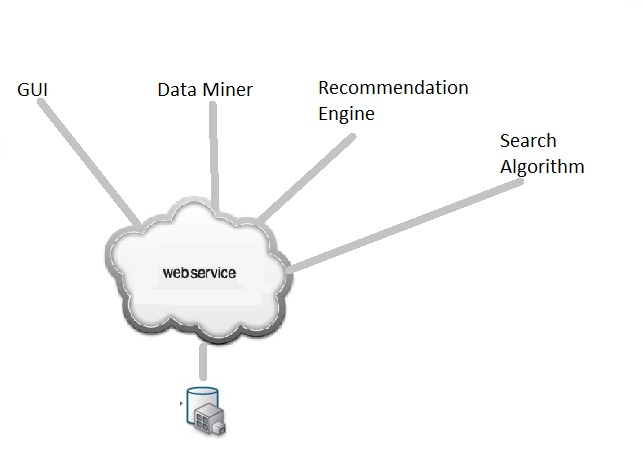 GUI
Data Miner
Recommendation
Engine
Search
Algorithm
webservice